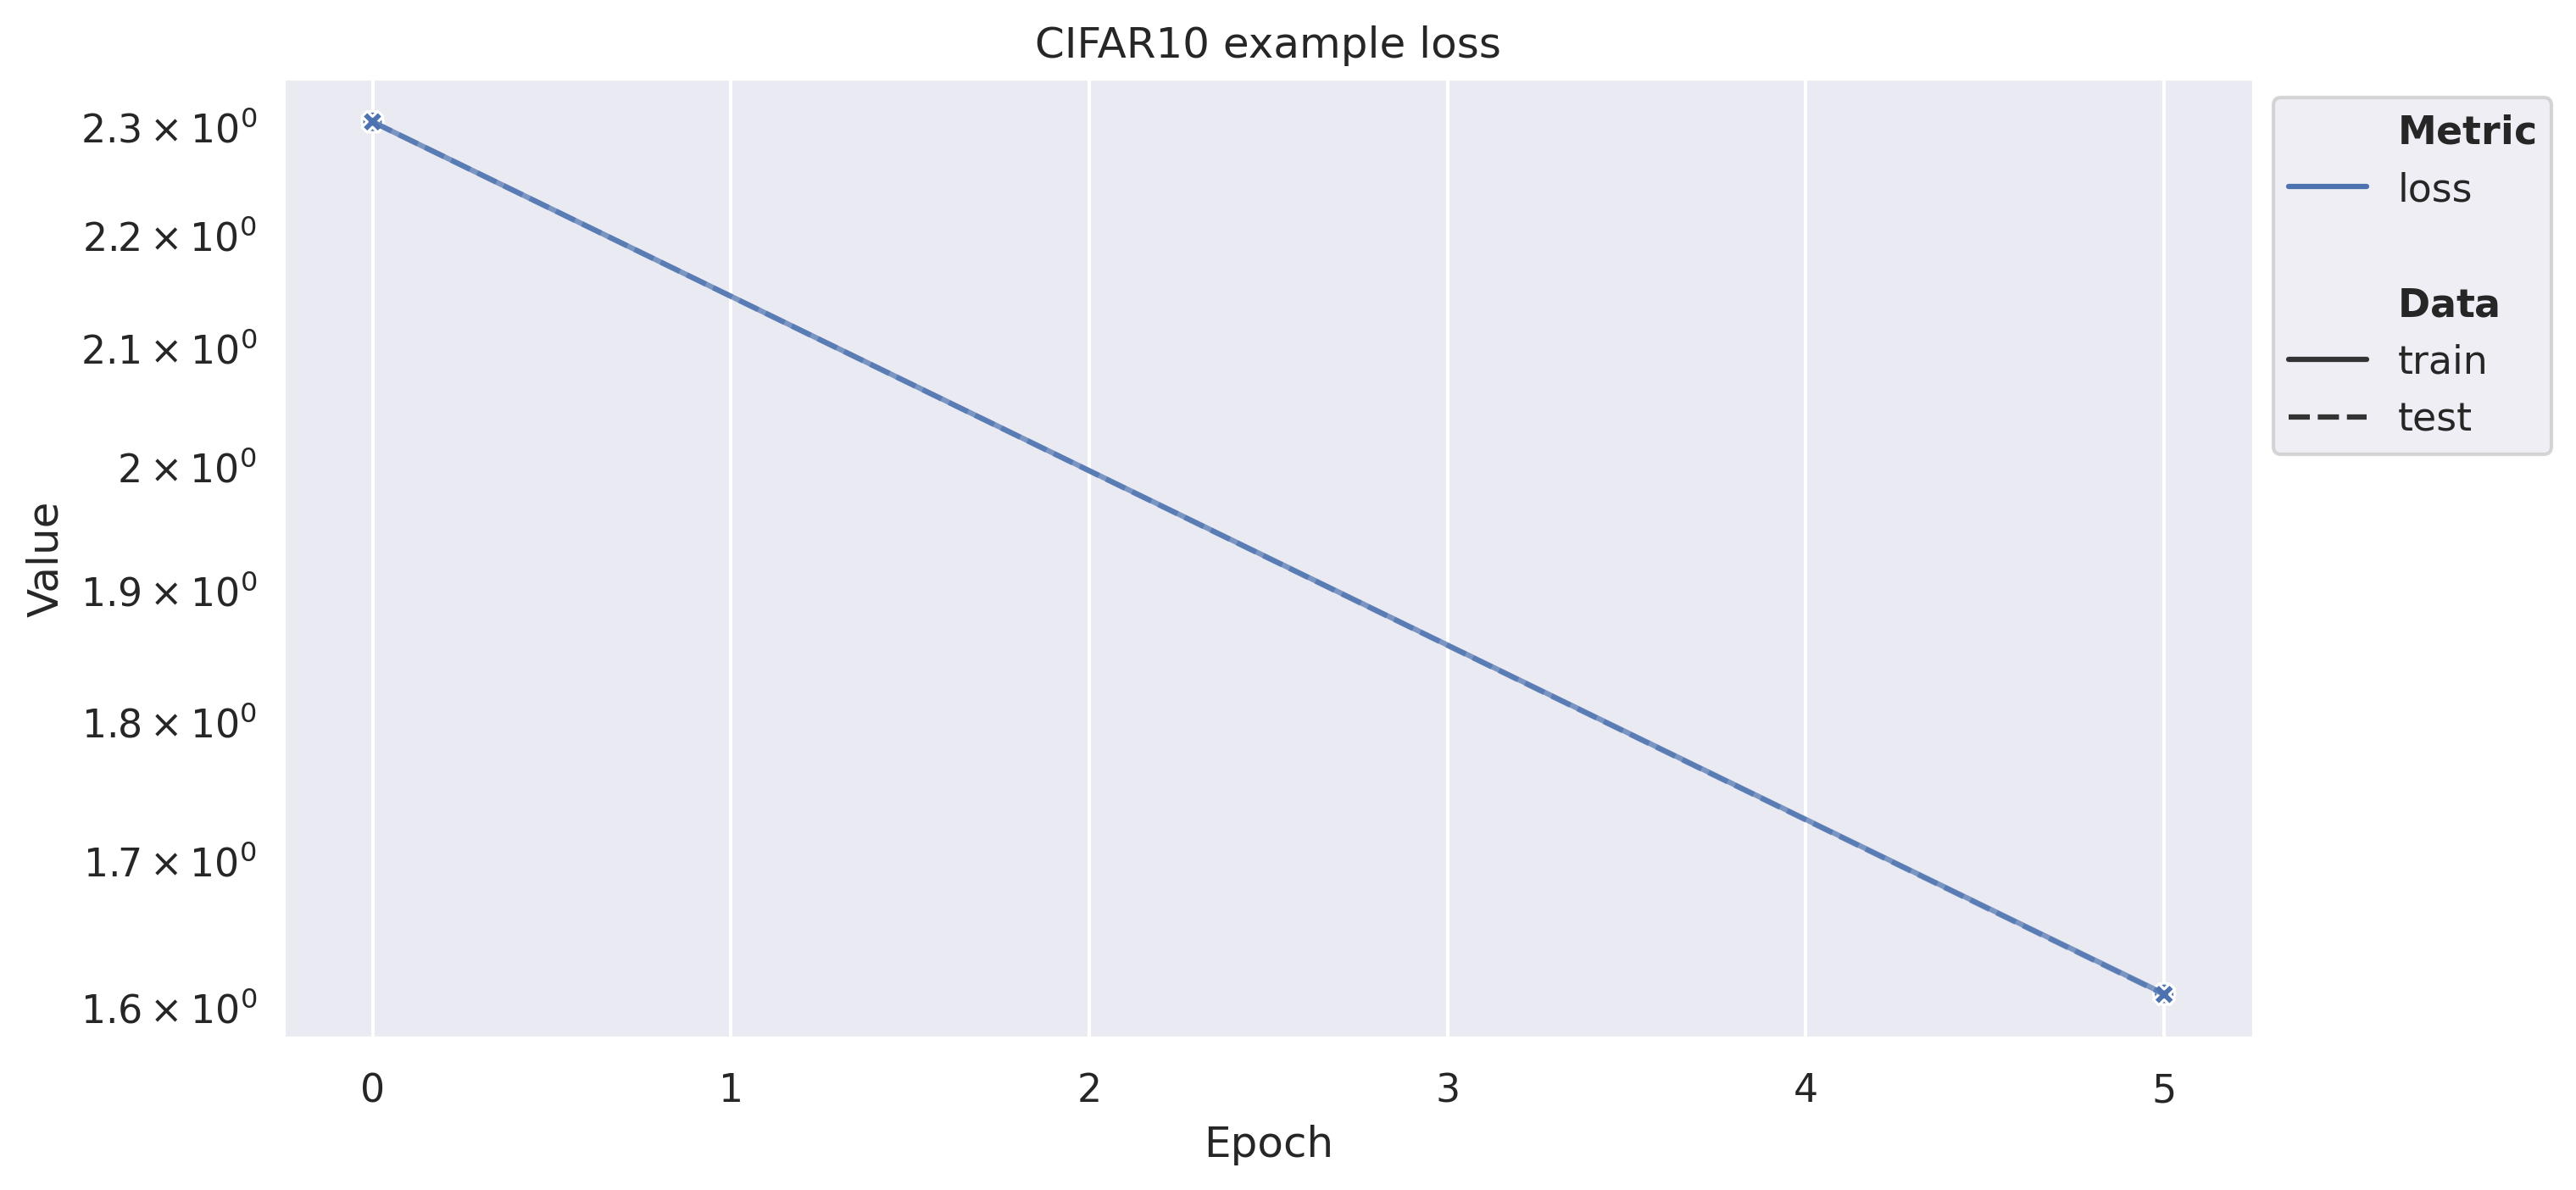 CIFAR10 example loss
2.3 × 10⁰
2.2 × 10⁰
2.1 × 10⁰
2 × 10⁰
1.9 × 10⁰
1.8 × 10⁰
1.7 × 10⁰
1.6 × 10⁰
Value
0 1 2 3 4 5
Epoch
Metric
loss
Data
train
test